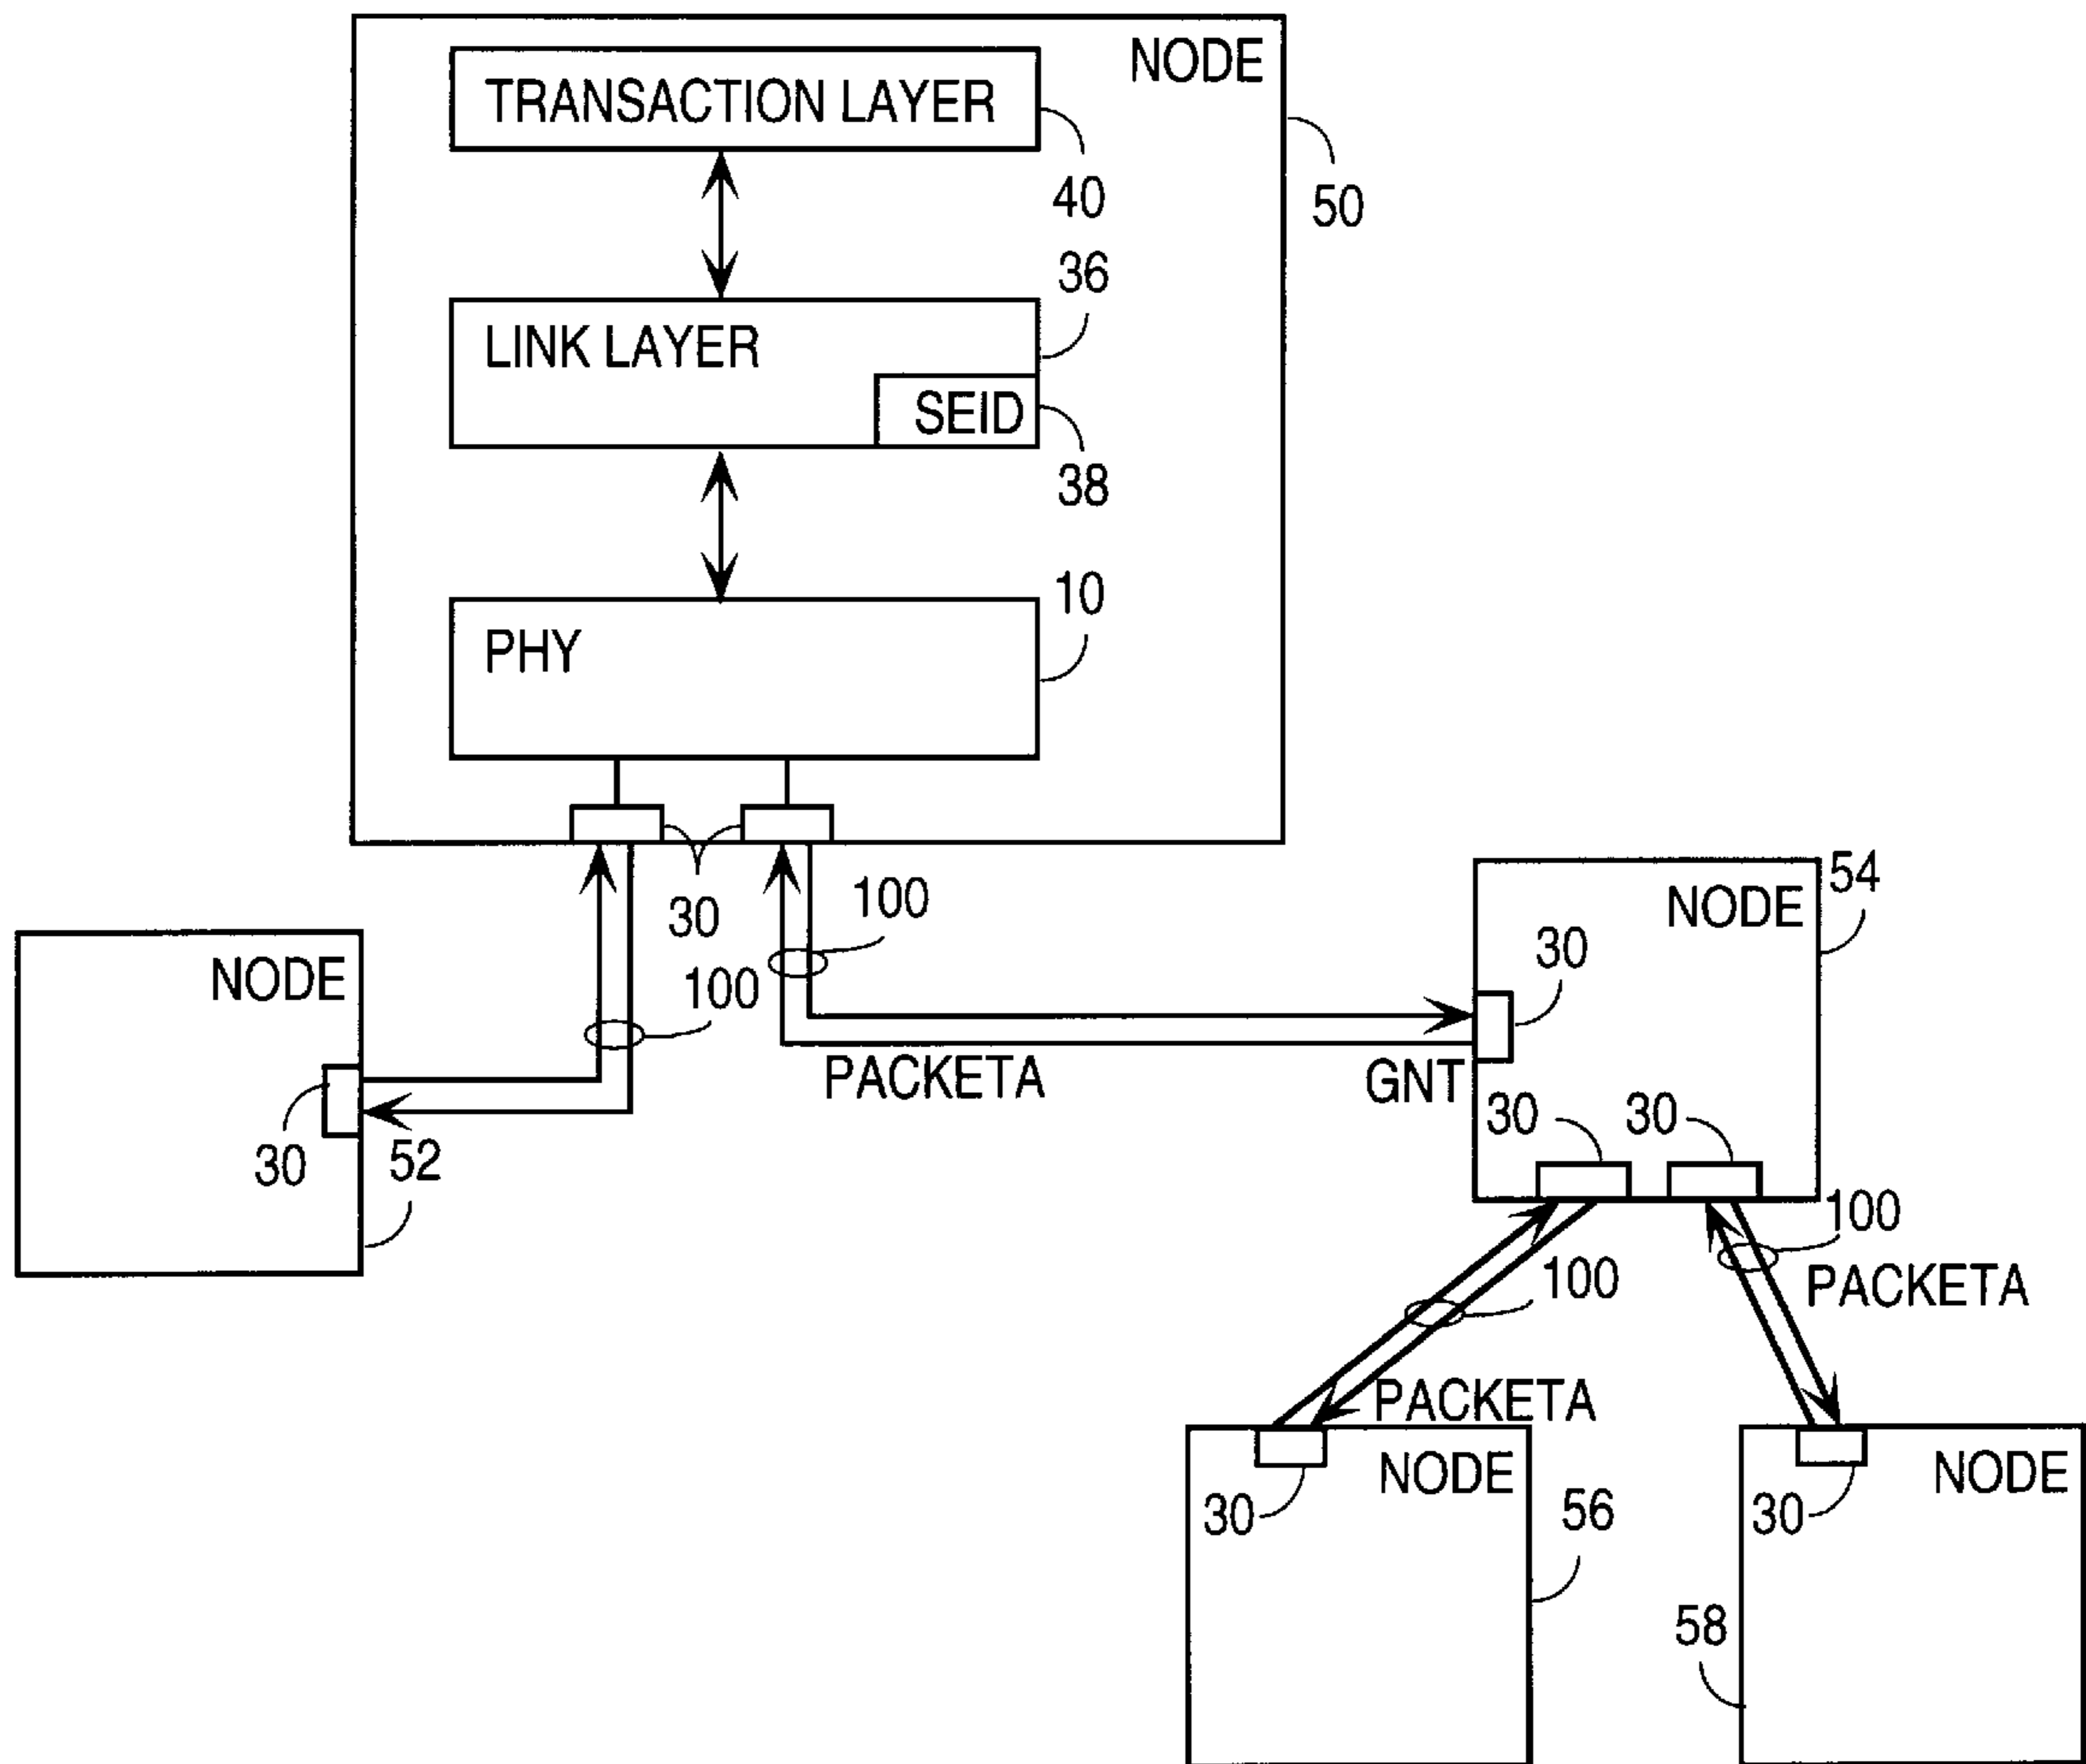 NODE
TRANSACTION LAYER
40
50
36
LINK LAYER
SEID
38
10
PHY
30
100
54
NODE
30
NODE
100
PACKETA
GNT
30
30
30
52
100
100
PACKETA
PACKETA
NODE
NODE
30
56
30
58